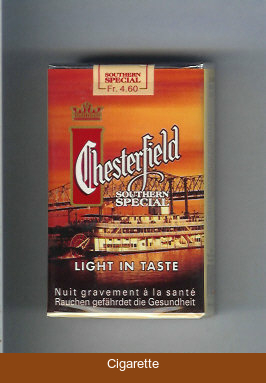 SOUTHERN
SPECIAL
Fr. 4.60
Chesterfield
SOUTHERN
SPECIAL
LIGHT IN TASTE
Nuit gravement à la santé
Rauchen gefährdet die Gesundheit
Cigarette